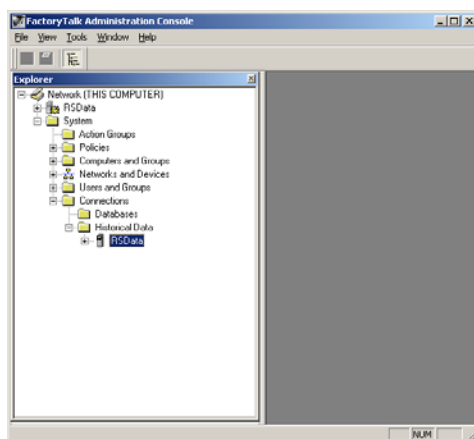 FactoryTalk Administration Console
File View Tools Window Help
Explorer
Network (THIS COMPUTER)
RSData
System
Action Groups
Policies
Computers and Groups
Networks and Devices
Users and Groups
Connections
Databases
Historical Data
RSData
NUM